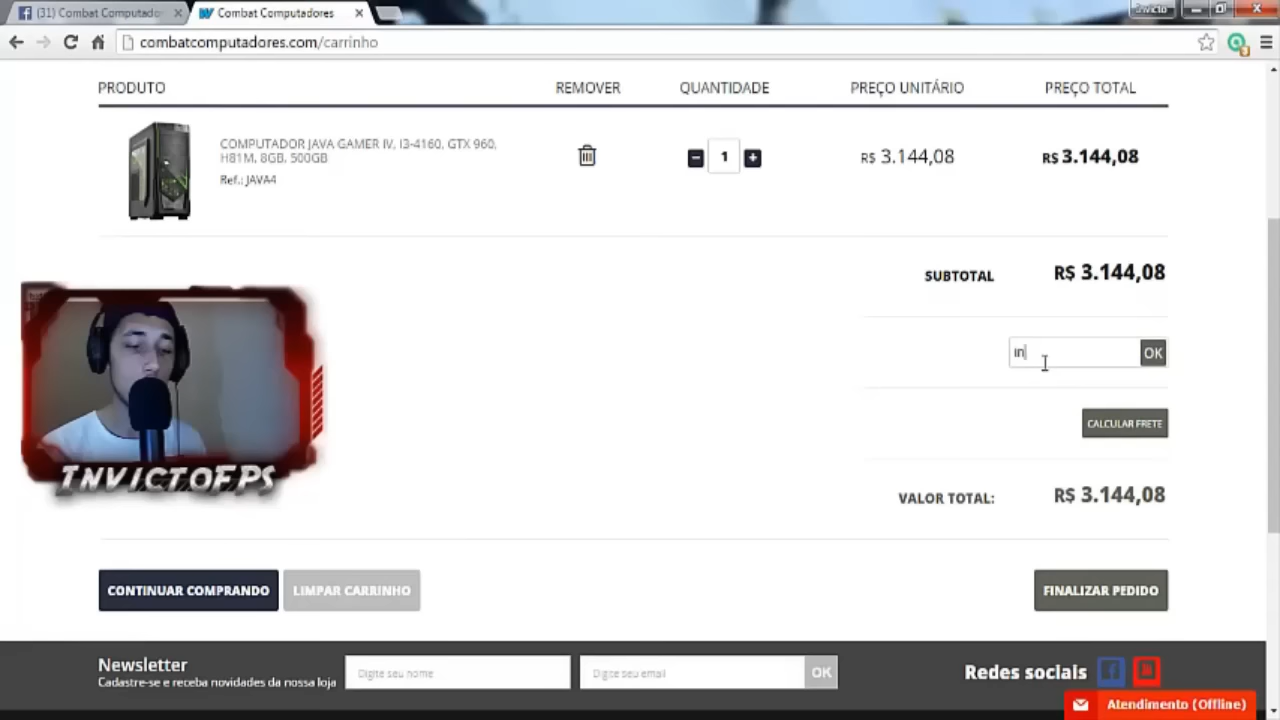 (31) Combat Computado
Combat Computadores
Invicto
combatcomputadores.com/carrinho
PRODUTO REMOVER QUANTIDADE PREÇO UNITÁRIO PREÇO TOTAL
COMPUTADOR JAVA GAMER IV, I3-4160, GTX 960,
H81M, 8GB, 500GB
Ref.: JAVA4
1
R$ 3.144,08
R$ 3.144,08
SUBTOTAL R$ 3.144,08
in OK
CALCULAR FRETE
INVICTOFPS
VALOR TOTAL: R$ 3.144,08
CONTINUAR COMPRANDO LIMPAR CARRINHO FINALIZAR PEDIDO
Newsletter
Cadastre-se e receba novidades da nossa loja
Digite seu nome
Digite seu email
OK
Redes sociais
Atendimento (Offline)